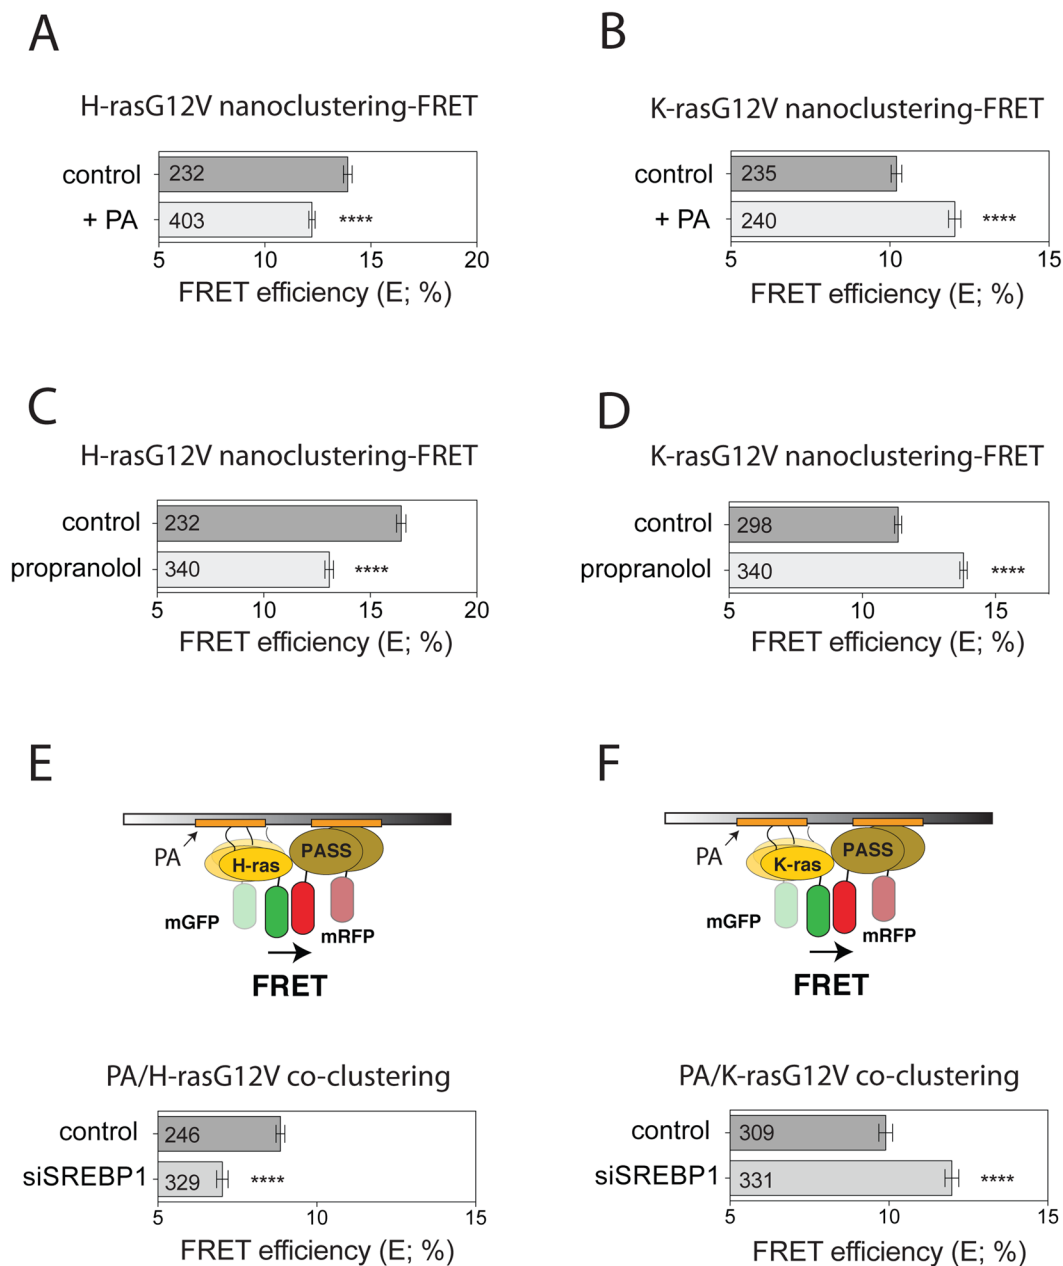 A
H-rasG12V nanoclustering-FRET
control
232
+ PA
403
****
5
10
15
20
FRET efficiency (E; %)
B
K-rasG12V nanoclustering-FRET
control
235
+ PA
240
****
5
10
15
FRET efficiency (E; %)
C
H-rasG12V nanoclustering-FRET
control
232
propranolol
340
****
5
10
15
20
FRET efficiency (E; %)
D
K-rasG12V nanoclustering-FRET
control
298
propranolol
340
****
5
10
15
FRET efficiency (E; %)
E
PA
H-ras
PASS
mGFP
mRFP
FRET
PA/H-rasG12V co-clustering
control
246
siSREBP1
329
****
5
10
15
FRET efficiency (E; %)
F
PA
K-ras
PASS
mGFP
mRFP
FRET
PA/K-rasG12V co-clustering
control
309
siSREBP1
331
****
5
10
15
FRET efficiency (E; %)